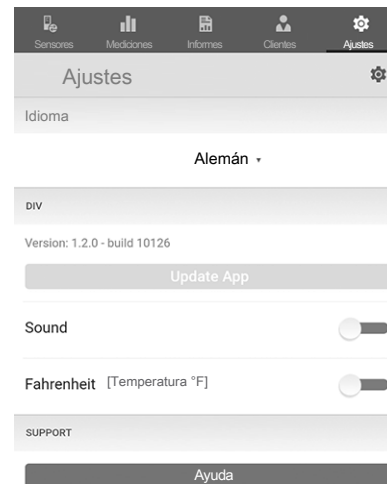 Sensores Mediciones Informes Clientes Ajustes
Ajustes
Idioma
Alemán
DIV
Version: 1.2.0 - build 10126
Update App
Sound
Fahrenheit [Temperatura °F]
SUPPORT
Ayuda